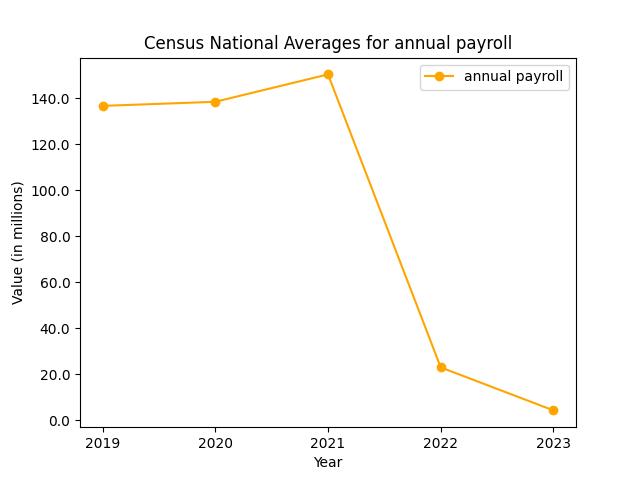 Census National Averages for annual payroll
annual payroll
Value (in millions)
140.0
120.0
100.0
80.0
60.0
40.0
20.0
0.0
2019 2020 2021 2022 2023
Year